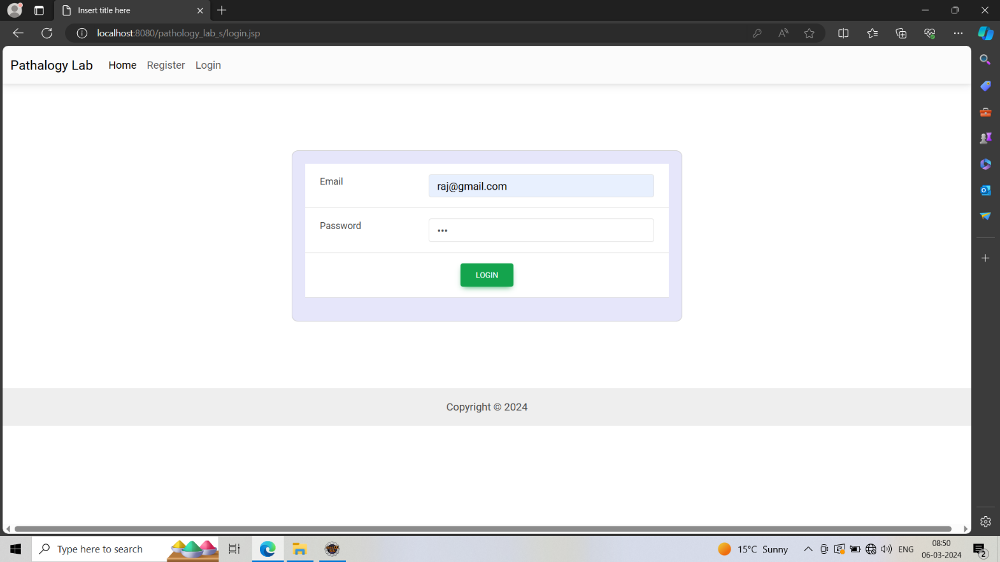 Insert title here
localhost:8080/pathology_lab_s/login.jsp
Pathalogy Lab Home Register Login
Email raj@gmail.com
Password •••
LOGIN
Copyright © 2024
Type here to search
15°C Sunny
ENG
08:50
06-03-2024
2